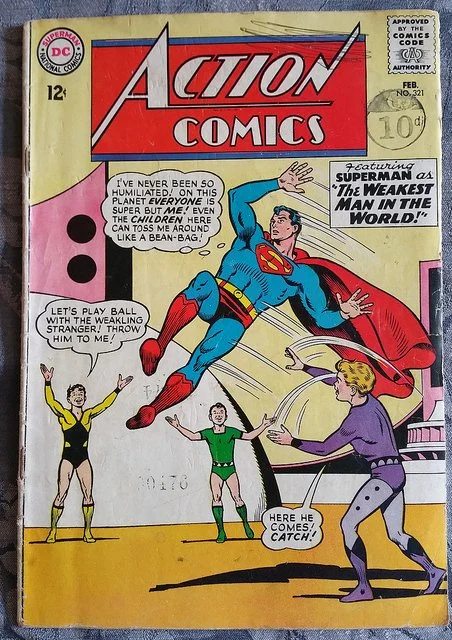 SUPERMAN
DC
NATIONAL COMICS
12¢
ACTION
COMICS
APPROVED
BY THE
COMICS
CODE
CA
AUTHORITY
FEB.
NO. 321
10d
Featuring
SUPERMAN as
"THE WEAKEST
MAN IN THE
WORLD!"
I'VE NEVER BEEN SO
HUMILIATED! ON THIS
PLANET EVERYONE IS
SUPER BUT ME! EVEN
THE CHILDREN HERE
CAN TOSS ME AROUND
LIKE A BEAN-BAG!
LET'S PLAY BALL
WITH THE WEAKLING
STRANGER! THROW
HIM TO ME!
HERE HE
COMES!
CATCH!